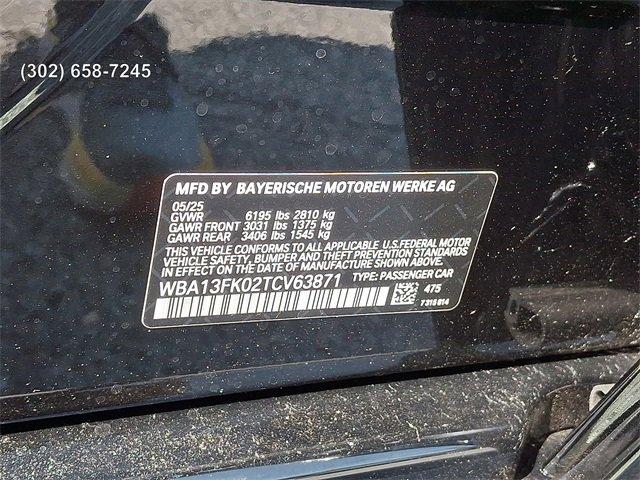 (302) 658-7245
MFD BY BAYERISCHE MOTOREN WERKE AG
05/25
GVWR 6195 lbs 2810 kg
GAWR FRONT 3031 lbs 1375 kg
GAWR REAR 3406 lbs 1545 kg
THIS VEHICLE CONFORMS TO ALL APPLICABLE U.S.FEDERAL MOTOR
VEHICLE SAFETY, BUMPER AND THEFT PREVENTION STANDARDS
IN EFFECT ON THE DATE OF MANUFACTURE SHOWN ABOVE.
WBA13FK02TCV63871 TYPE: PASSENGER CAR
475
7318814